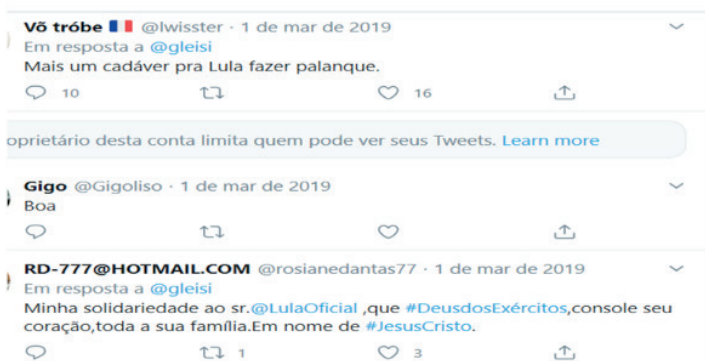 Võ tróbe @lwisster · 1 de mar de 2019
Em resposta a @gleisi
Mais um cadáver pra Lula fazer palanque.
10 16
oprietário desta conta limita quem pode ver seus Tweets. Learn more
Gigo @Gigoliso · 1 de mar de 2019
Boa
RD-777@HOTMAIL.COM @rosianedantas77 · 1 de mar de 2019
Em resposta a @gleisi
Minha solidariedade ao sr.@LulaOficial ,que #DeusdosExércitos,console seu
coração,toda a sua família.Em nome de #JesusCristo.
1 3